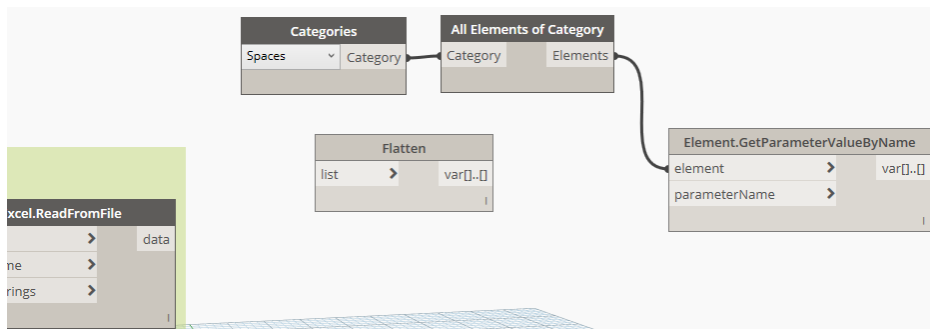 Categories
Spaces
Category
All Elements of Category
Category
Elements
Flatten
list
var[]..[]
Element.GetParameterValueByName
element
var[]..[]
parameterName
xcel.ReadFromFile
data
me
rings